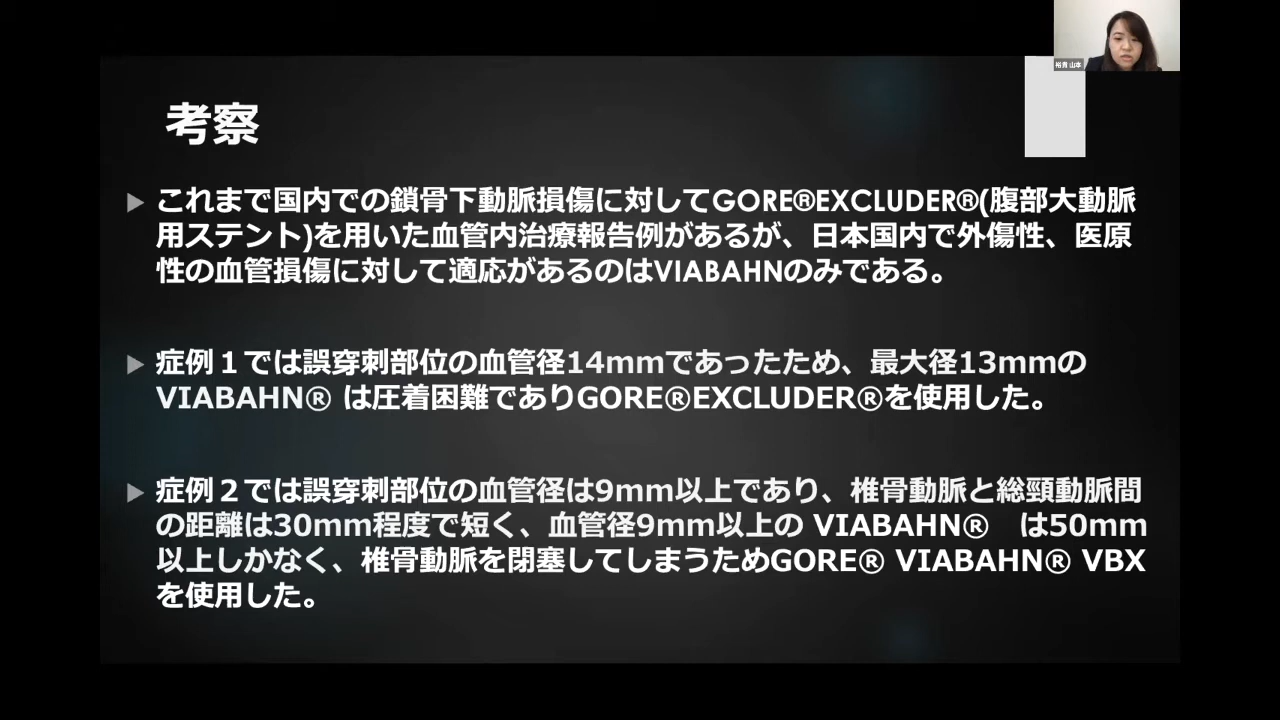 裕貴 山本
考察
これまで国内での鎖骨下動脈損傷に対してGORE®EXCLUDER®(腹部大動脈
用ステント)を用いた血管内治療報告例があるが、日本国内で外傷性、医原
性の血管損傷に対して適応があるのはVIABAHNのみである。
症例１では誤穿刺部位の血管径14mmであったため、最大径13mmの
VIABAHN® は圧着困難でありGORE®EXCLUDER®を使用した。
症例２では誤穿刺部位の血管径は9mm以上であり、椎骨動脈と総頸動脈間
の距離は30mm程度で短く、血管径9mm以上の VIABAHN®　は50mm
以上しかなく、椎骨動脈を閉塞してしまうためGORE® VIABAHN® VBX
を使用した。